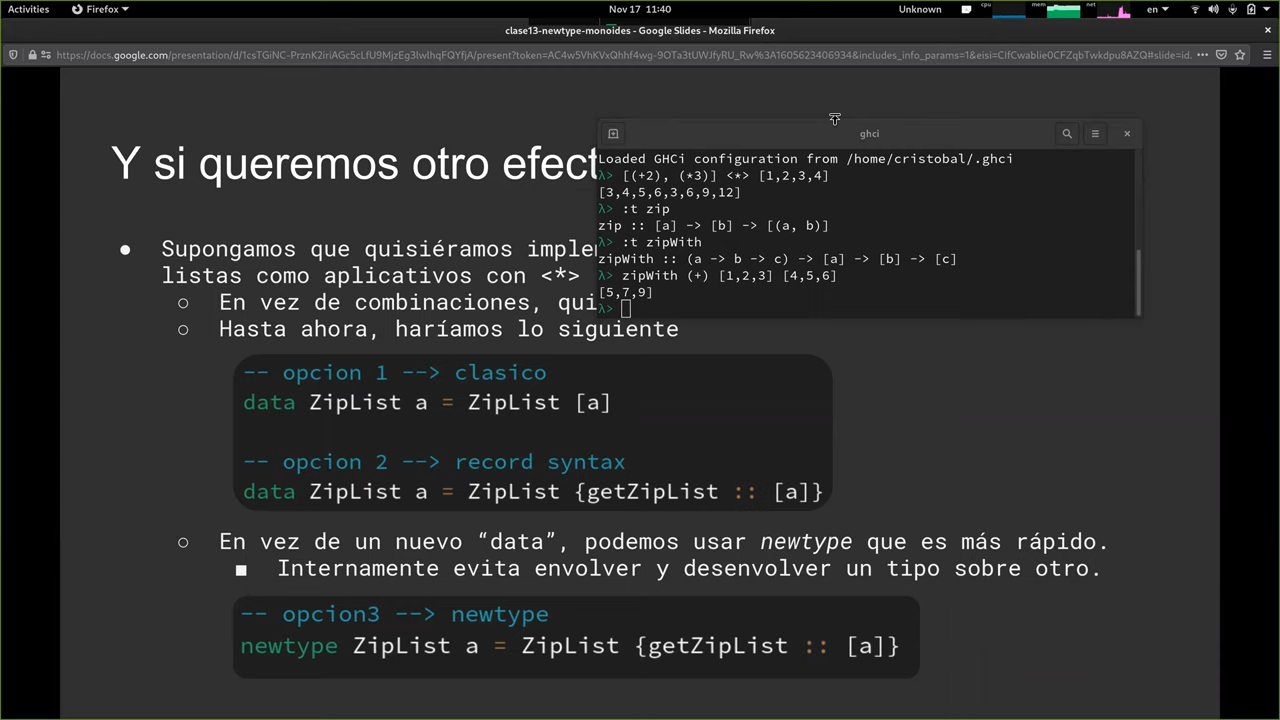 Activities
Firefox
Nov 17 11:40
Unknown
cpu
mem
net
en
clase13-newtype-monoides - Google Slides - Mozilla Firefox
ghci
Loaded GHCi configuration from /home/cristobal/.ghci
λ> [(+2), (*3)] <*> [1,2,3,4]
[3,4,5,6,3,6,9,12]
λ> :t zip
zip :: [a] -> [b] -> [(a, b)]
λ> :t zipWith
zipWith :: (a -> b -> c) -> [a] -> [b] -> [c]
λ> zipWith (+) [1,2,3] [4,5,6]
[5,7,9]
λ>
Y si queremos otro efect
● Supongamos que quisiéramos imple
listas como aplicativos con <*>
○ En vez de combinaciones, qui
○ Hasta ahora, haríamos lo siguiente
-- opcion 1 --> clasico
data ZipList a = ZipList [a]
-- opcion 2 --> record syntax
data ZipList a = ZipList {getZipList :: [a]}
○ En vez de un nuevo “data”, podemos usar newtype que es más rápido.
■ Internamente evita envolver y desenvolver un tipo sobre otro.
-- opcion3 --> newtype
newtype ZipList a = ZipList {getZipList :: [a]}